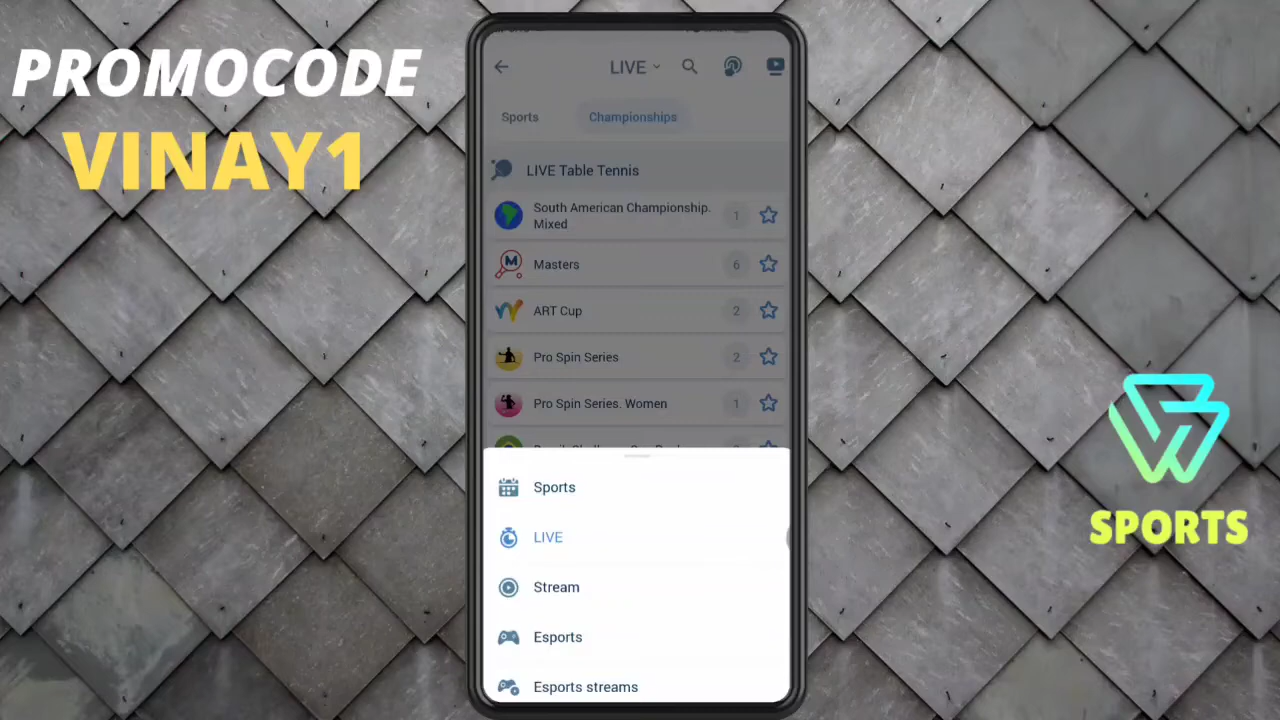 PROMOCODE
VINAY1
LIVE
Sports
Championships
LIVE Table Tennis
South American Championship.
Mixed
1
Masters
6
ART Cup
2
Pro Spin Series
2
Pro Spin Series. Women
1
Sports
LIVE
Stream
Esports
Esports streams
SPORTS